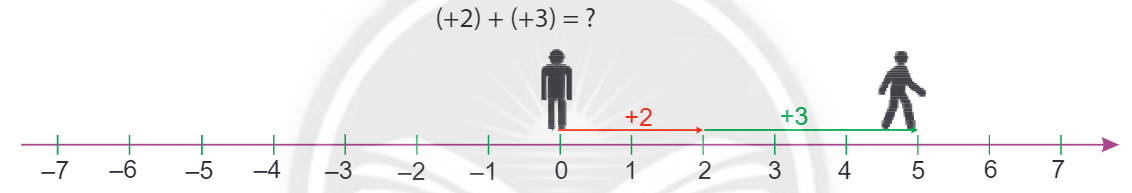 (+2) + (+3) = ?
+2 +3
–7 –6 –5 –4 –3 –2 –1 0 1 2 3 4 5 6 7